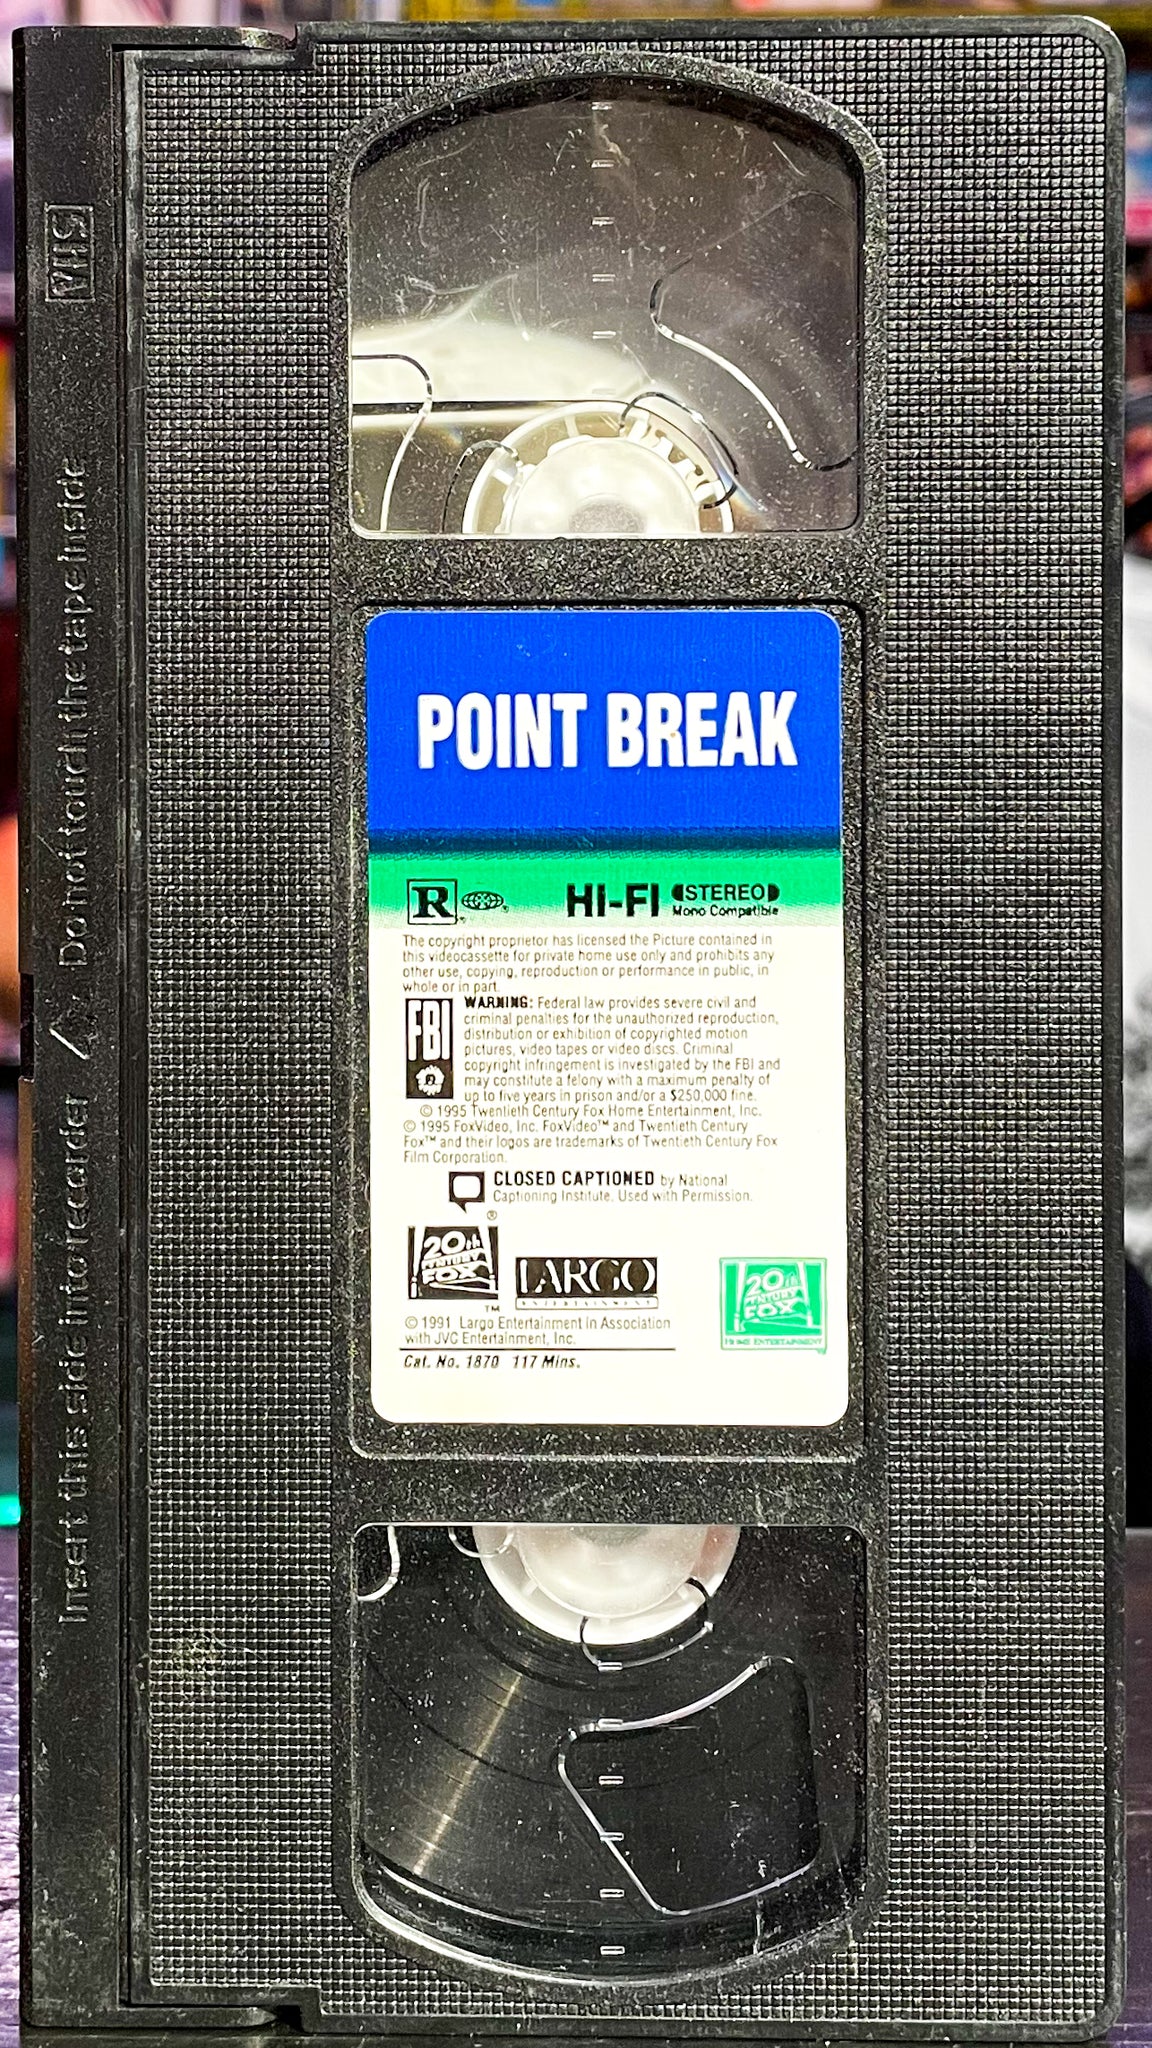 VHS
Insert this side into recorder / Do not touch the tape inside
POINT BREAK
R ® ®
HI-FI STEREO
Mono Compatible
The copyright proprietor has licensed the Picture contained in
this videocassette for private home use only and prohibits any
other use, copying, reproduction or performance in public, in
whole or in part.
FBI
WARNING: Federal law provides severe civil and
criminal penalties for the unauthorized reproduction,
distribution or exhibition of copyrighted motion
pictures, video tapes or video discs. Criminal
copyright infringement is investigated by the FBI and
may constitute a felony with a maximum penalty of
up to five years in prison and/or a $250,000 fine.
© 1995 Twentieth Century Fox Home Entertainment, Inc.
© 1995 FoxVideo, Inc. FoxVideo™ and Twentieth Century
Fox™ and their logos are trademarks of Twentieth Century Fox
Film Corporation.
CLOSED CAPTIONED by National
Captioning Institute. Used with Permission.
®
20th
CENTURY
FOX
™
LARGO
ENTERTAINMENT
20th
CENTURY
FOX
HOME ENTERTAINMENT
© 1991 Largo Entertainment In Association
with JVC Entertainment, Inc.
Cat. No. 1870 117 Mins.